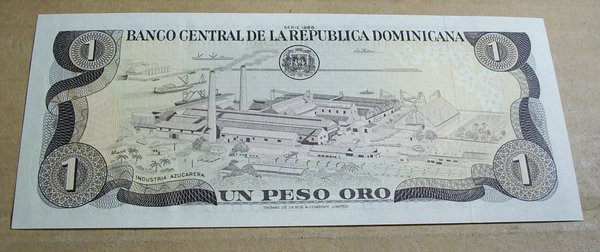 SERIE 1988
BANCO CENTRAL DE LA REPUBLICA DOMINICANA
1
1
1
1
INDUSTRIA AZUCARERA
UN PESO ORO
THOMAS DE LA RUE & COMPANY, LIMITED